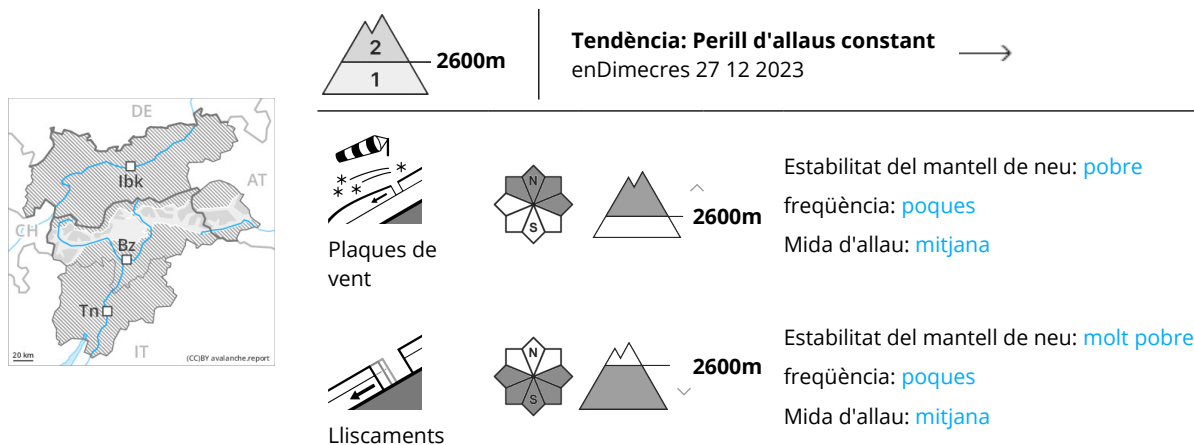 2
1
2600m
Tendència: Perill d'allaus constant
enDimecres 27 12 2023
DE
Ibk
AT
CH
Bz
Tn
IT
20 km
(CC)BY avalanche.report
Plaques de
vent
N
S
2600m
Estabilitat del mantell de neu: pobre
freqüència: poques
Mida d'allau: mitjana
Lliscaments
N
S
2600m
Estabilitat del mantell de neu: molt pobre
freqüència: poques
Mida d'allau: mitjana